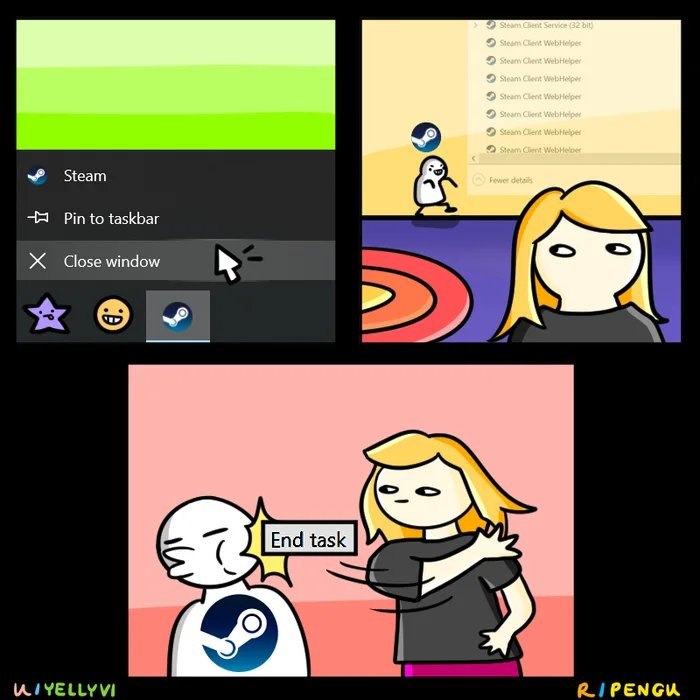 Steam
Pin to taskbar
Close window
Steam Client Service (32 bit)
Steam Client WebHelper
Steam Client WebHelper
Steam Client WebHelper
Steam Client WebHelper
Steam Client WebHelper
Steam Client WebHelper
Steam Client WebHelper
Fewer details
End task
U/YELLYVI
R/PENGU